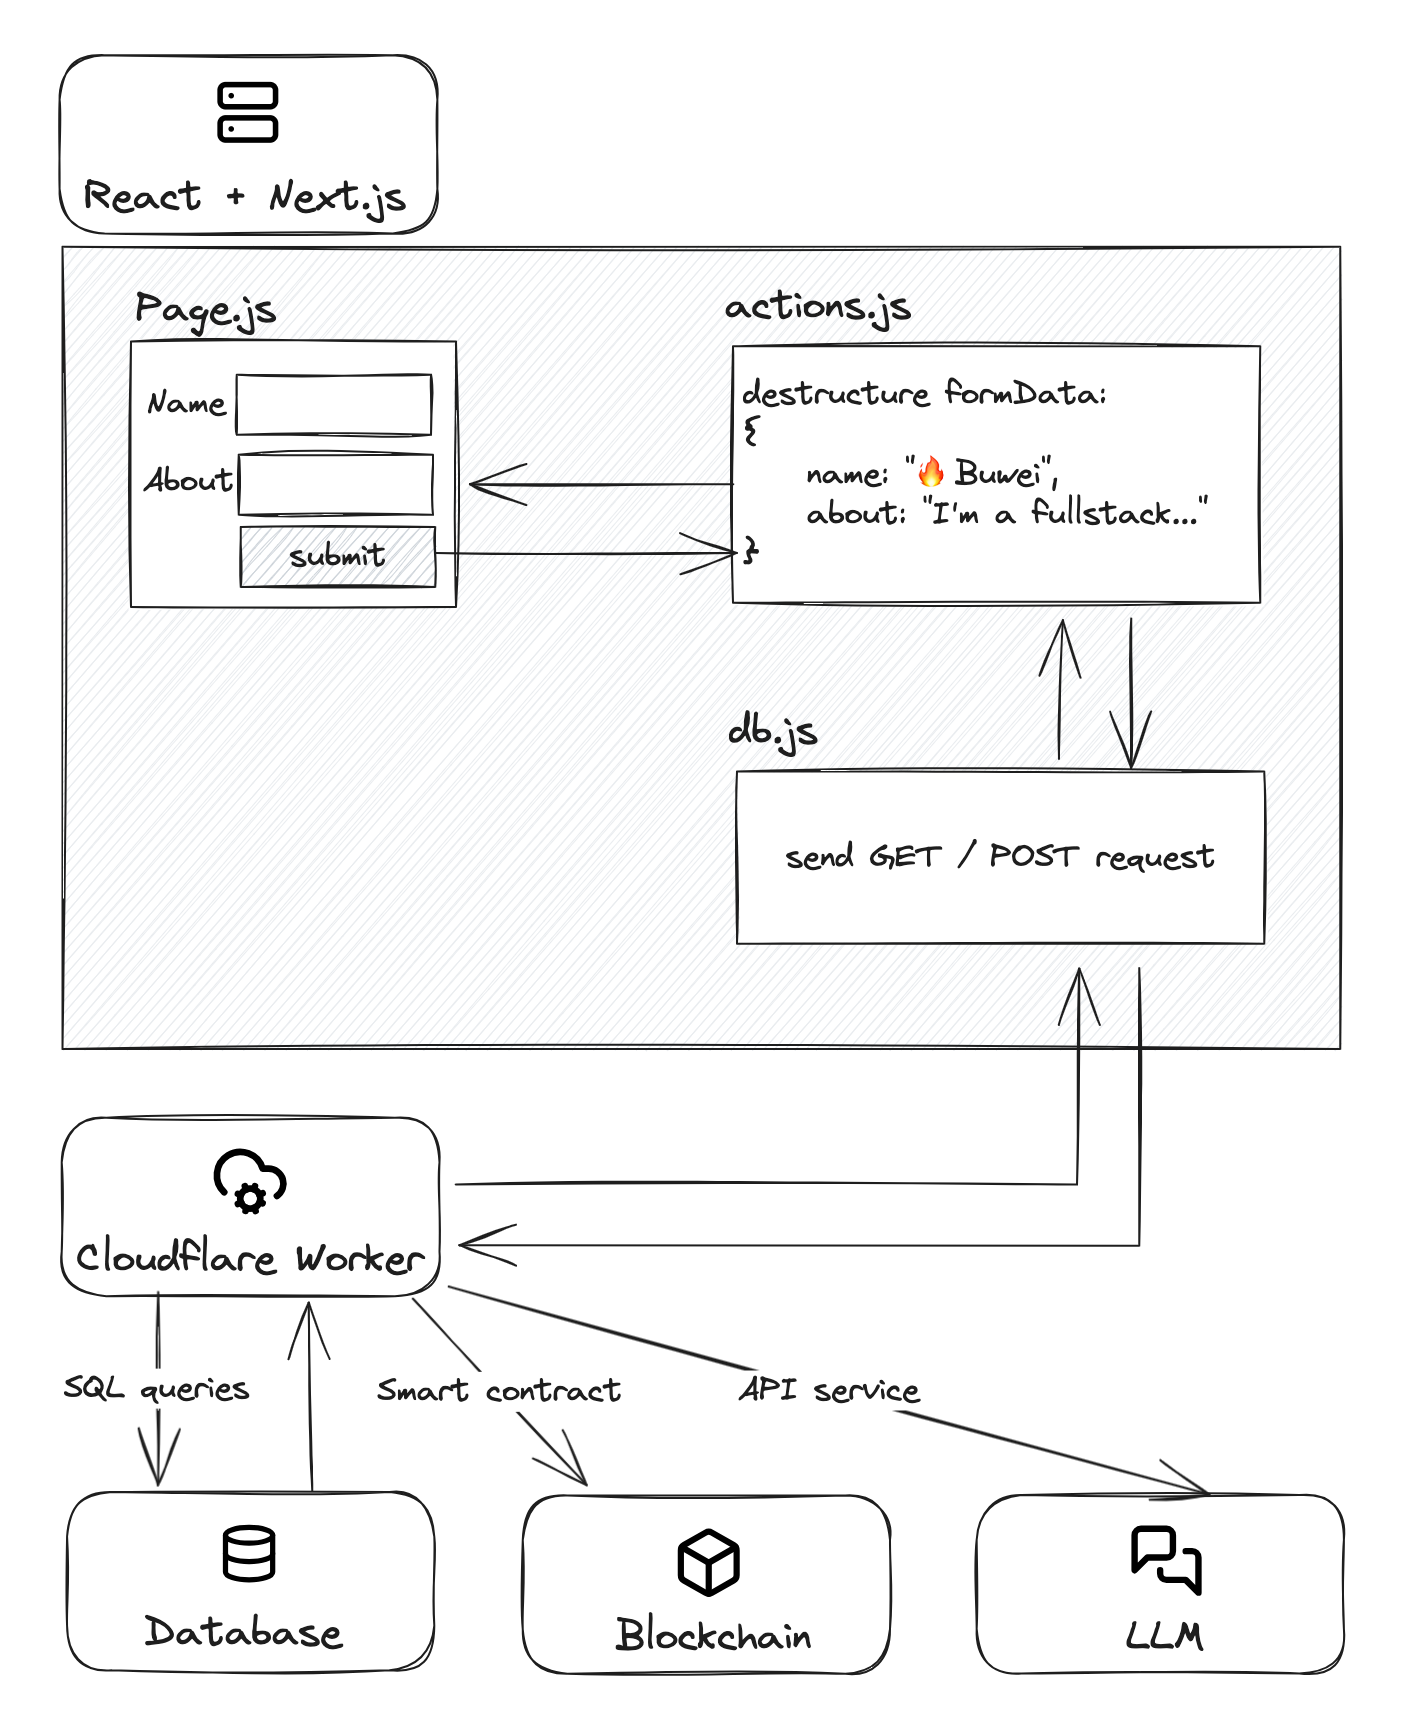 React + Next.js
Page.js
Name
About
submit
actions.js
destructure formData:
{
name: "🔥 Buwei",
about: "I'm a fullstack..."
}
db.js
send GET / POST request
Cloudflare Worker
SQL queries
Smart contract
API service
Database
Blockchain
LLM